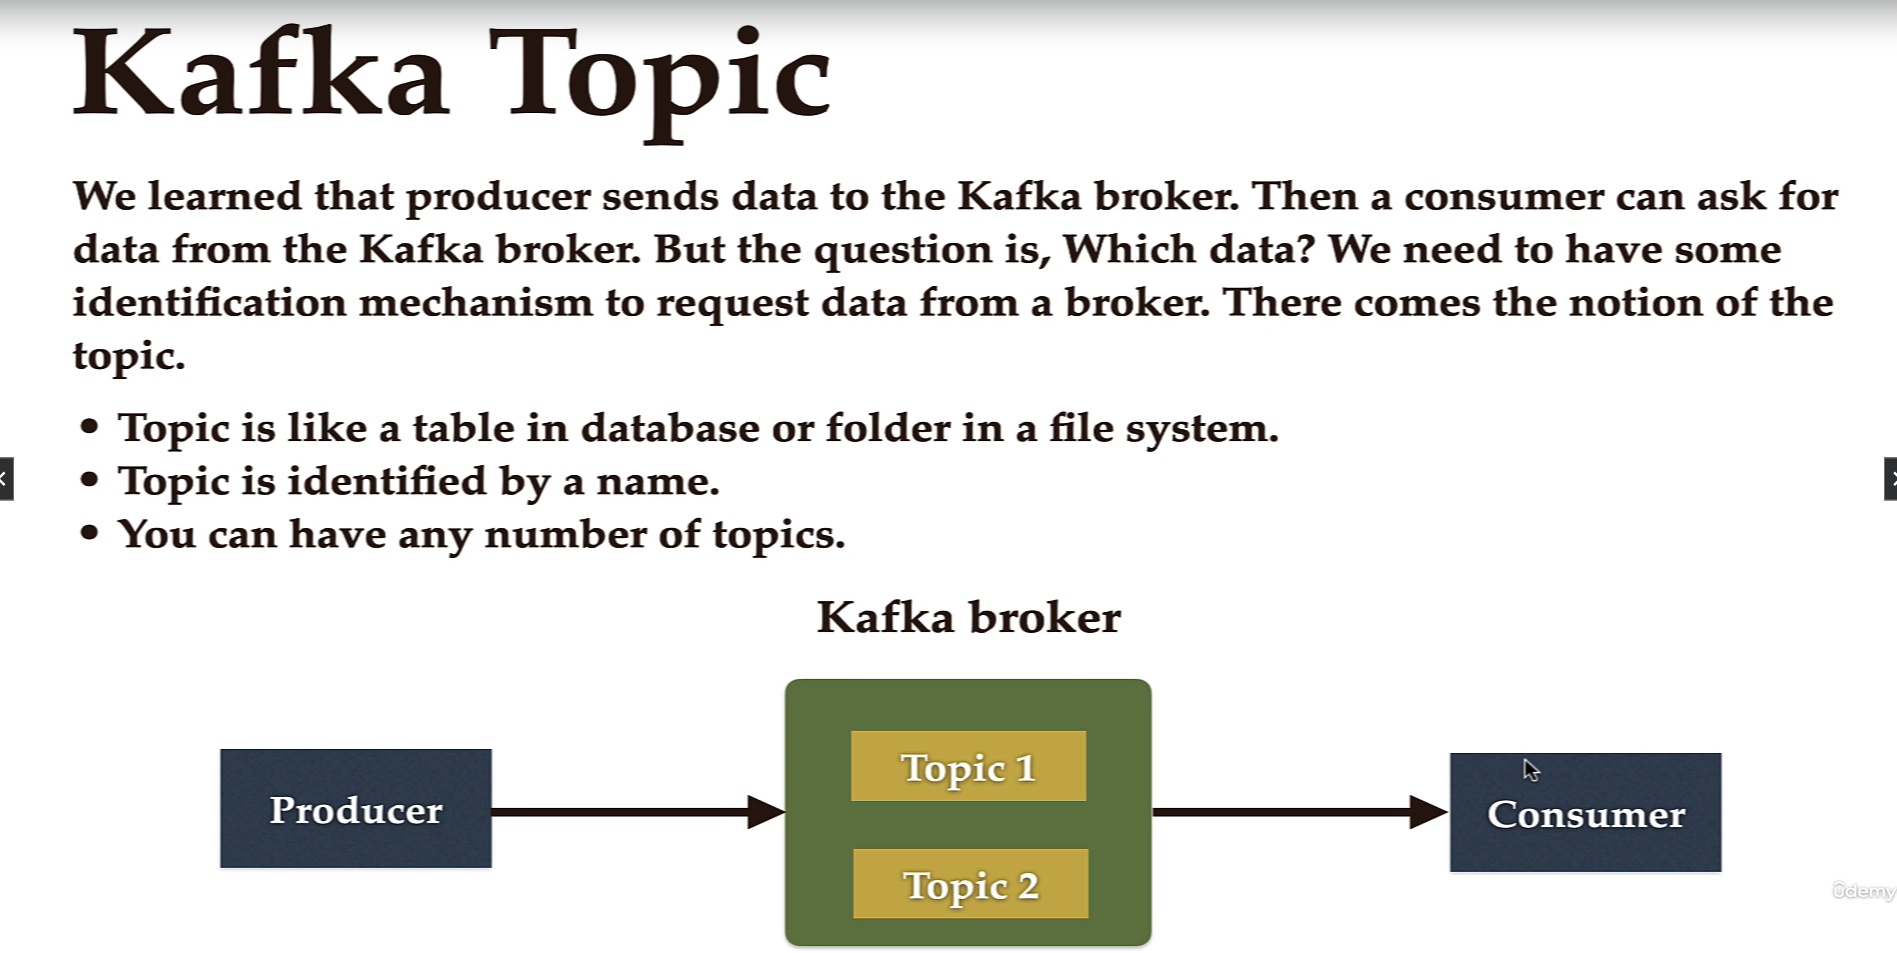 Kafka Topic
We learned that producer sends data to the Kafka broker. Then a consumer can ask for
data from the Kafka broker. But the question is, Which data? We need to have some
identification mechanism to request data from a broker. There comes the notion of the
topic.
• Topic is like a table in database or folder in a file system.
• Topic is identified by a name.
• You can have any number of topics.
Kafka broker
Producer
Topic 1
Topic 2
Consumer
ûdemy